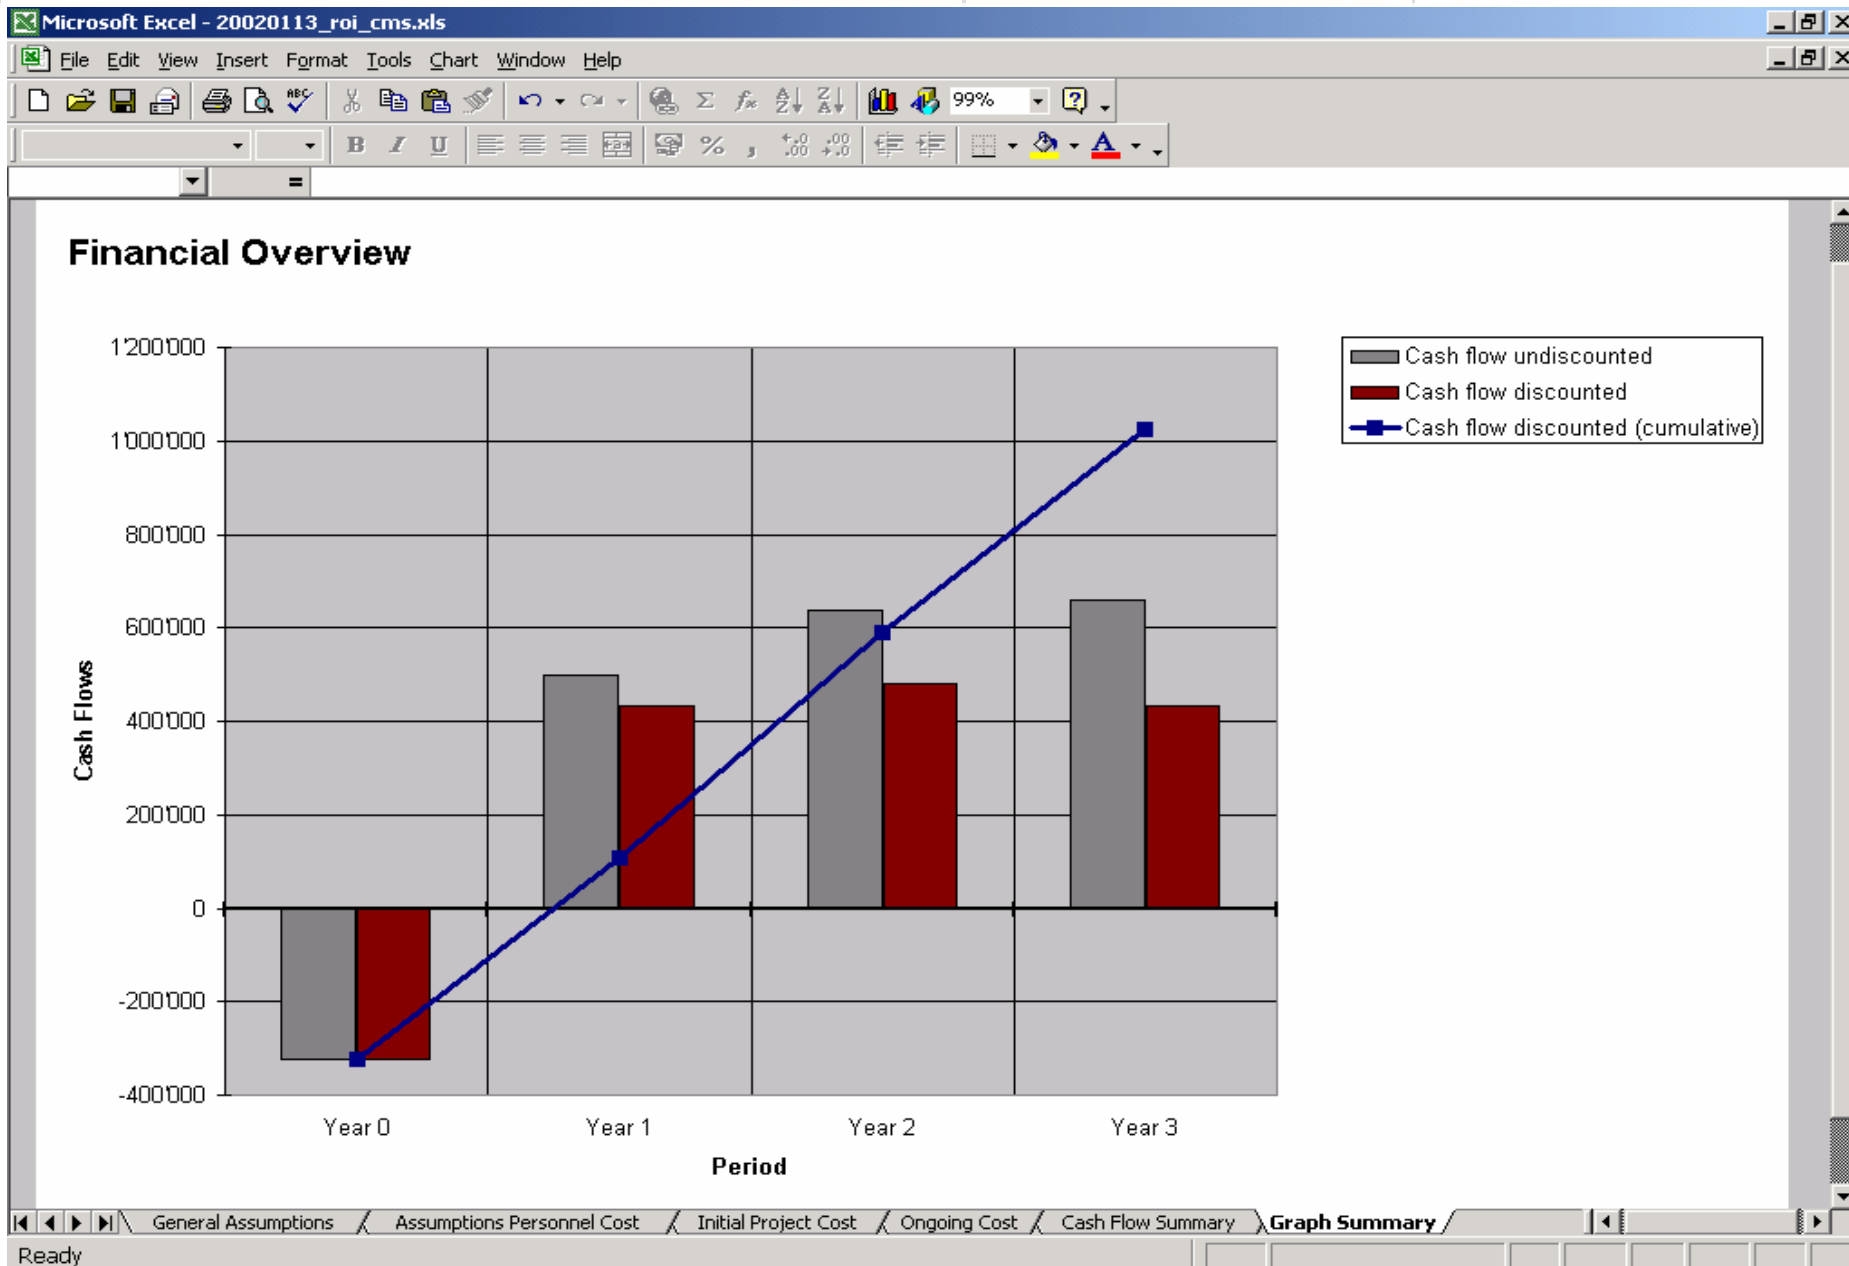 Microsoft Excel - 20020113_roi_cms.xls
File Edit View Insert Format Tools Chart Window Help
99%
=
Financial Overview
1'200'000
1'000'000
800'000
600'000
400'000
200'000
0
-200'000
-400'000
Cash Flows
Year 0 Year 1 Year 2 Year 3
Period
Cash flow undiscounted
Cash flow discounted
Cash flow discounted (cumulative)
General Assumptions Assumptions Personnel Cost Initial Project Cost Ongoing Cost Cash Flow Summary Graph Summary
Ready